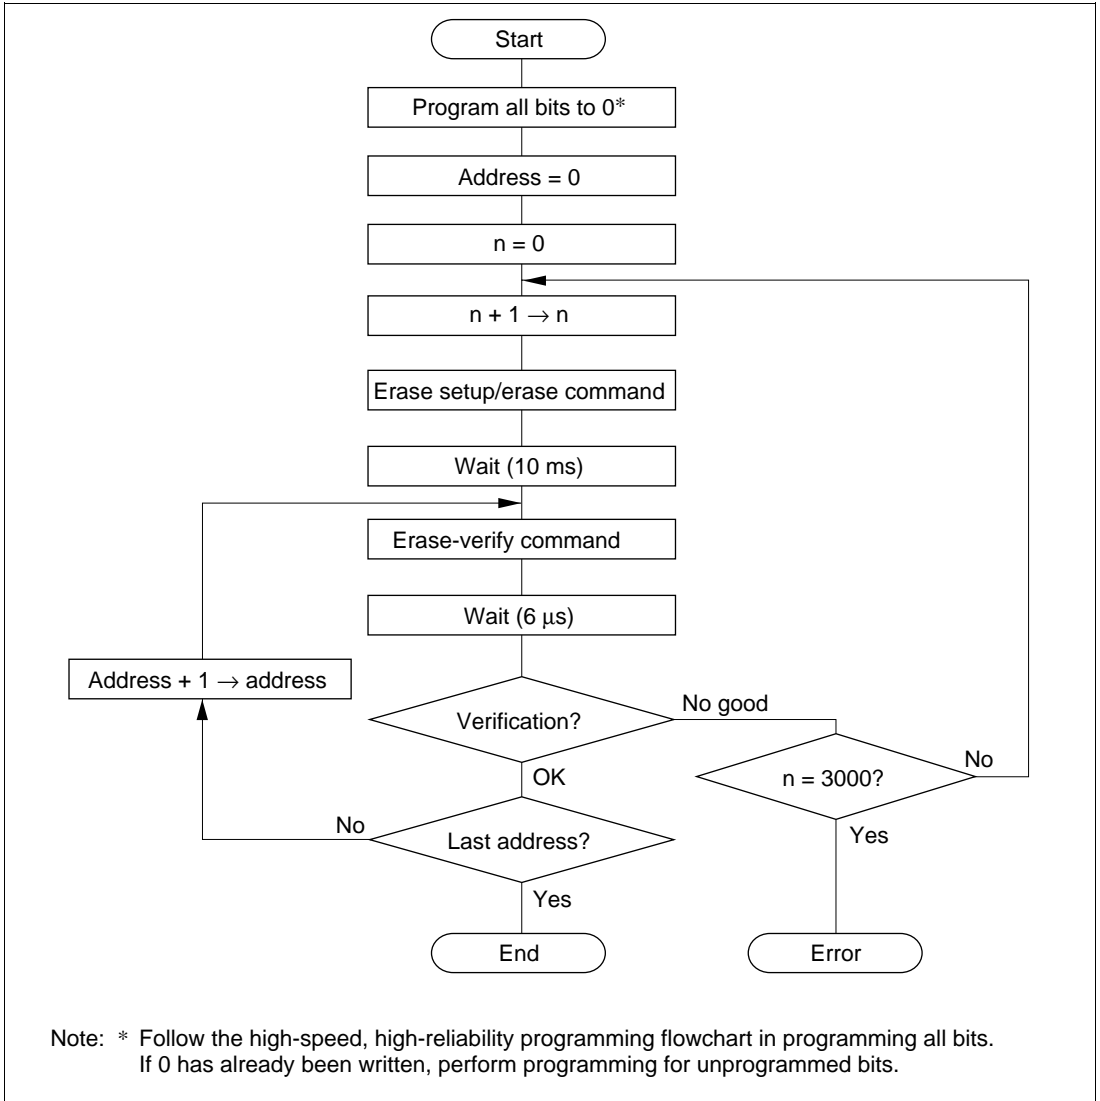 Start
Program all bits to 0*
Address = 0
n = 0
n + 1 → n
Erase setup/erase command
Wait (10 ms)
Erase-verify command
Wait (6 μs)
Address + 1 → address
Verification?
No good
OK
n = 3000?
No
Yes
Last address?
No
Yes
End
Error
Note: * Follow the high-speed, high-reliability programming flowchart in programming all bits.
If 0 has already been written, perform programming for unprogrammed bits.